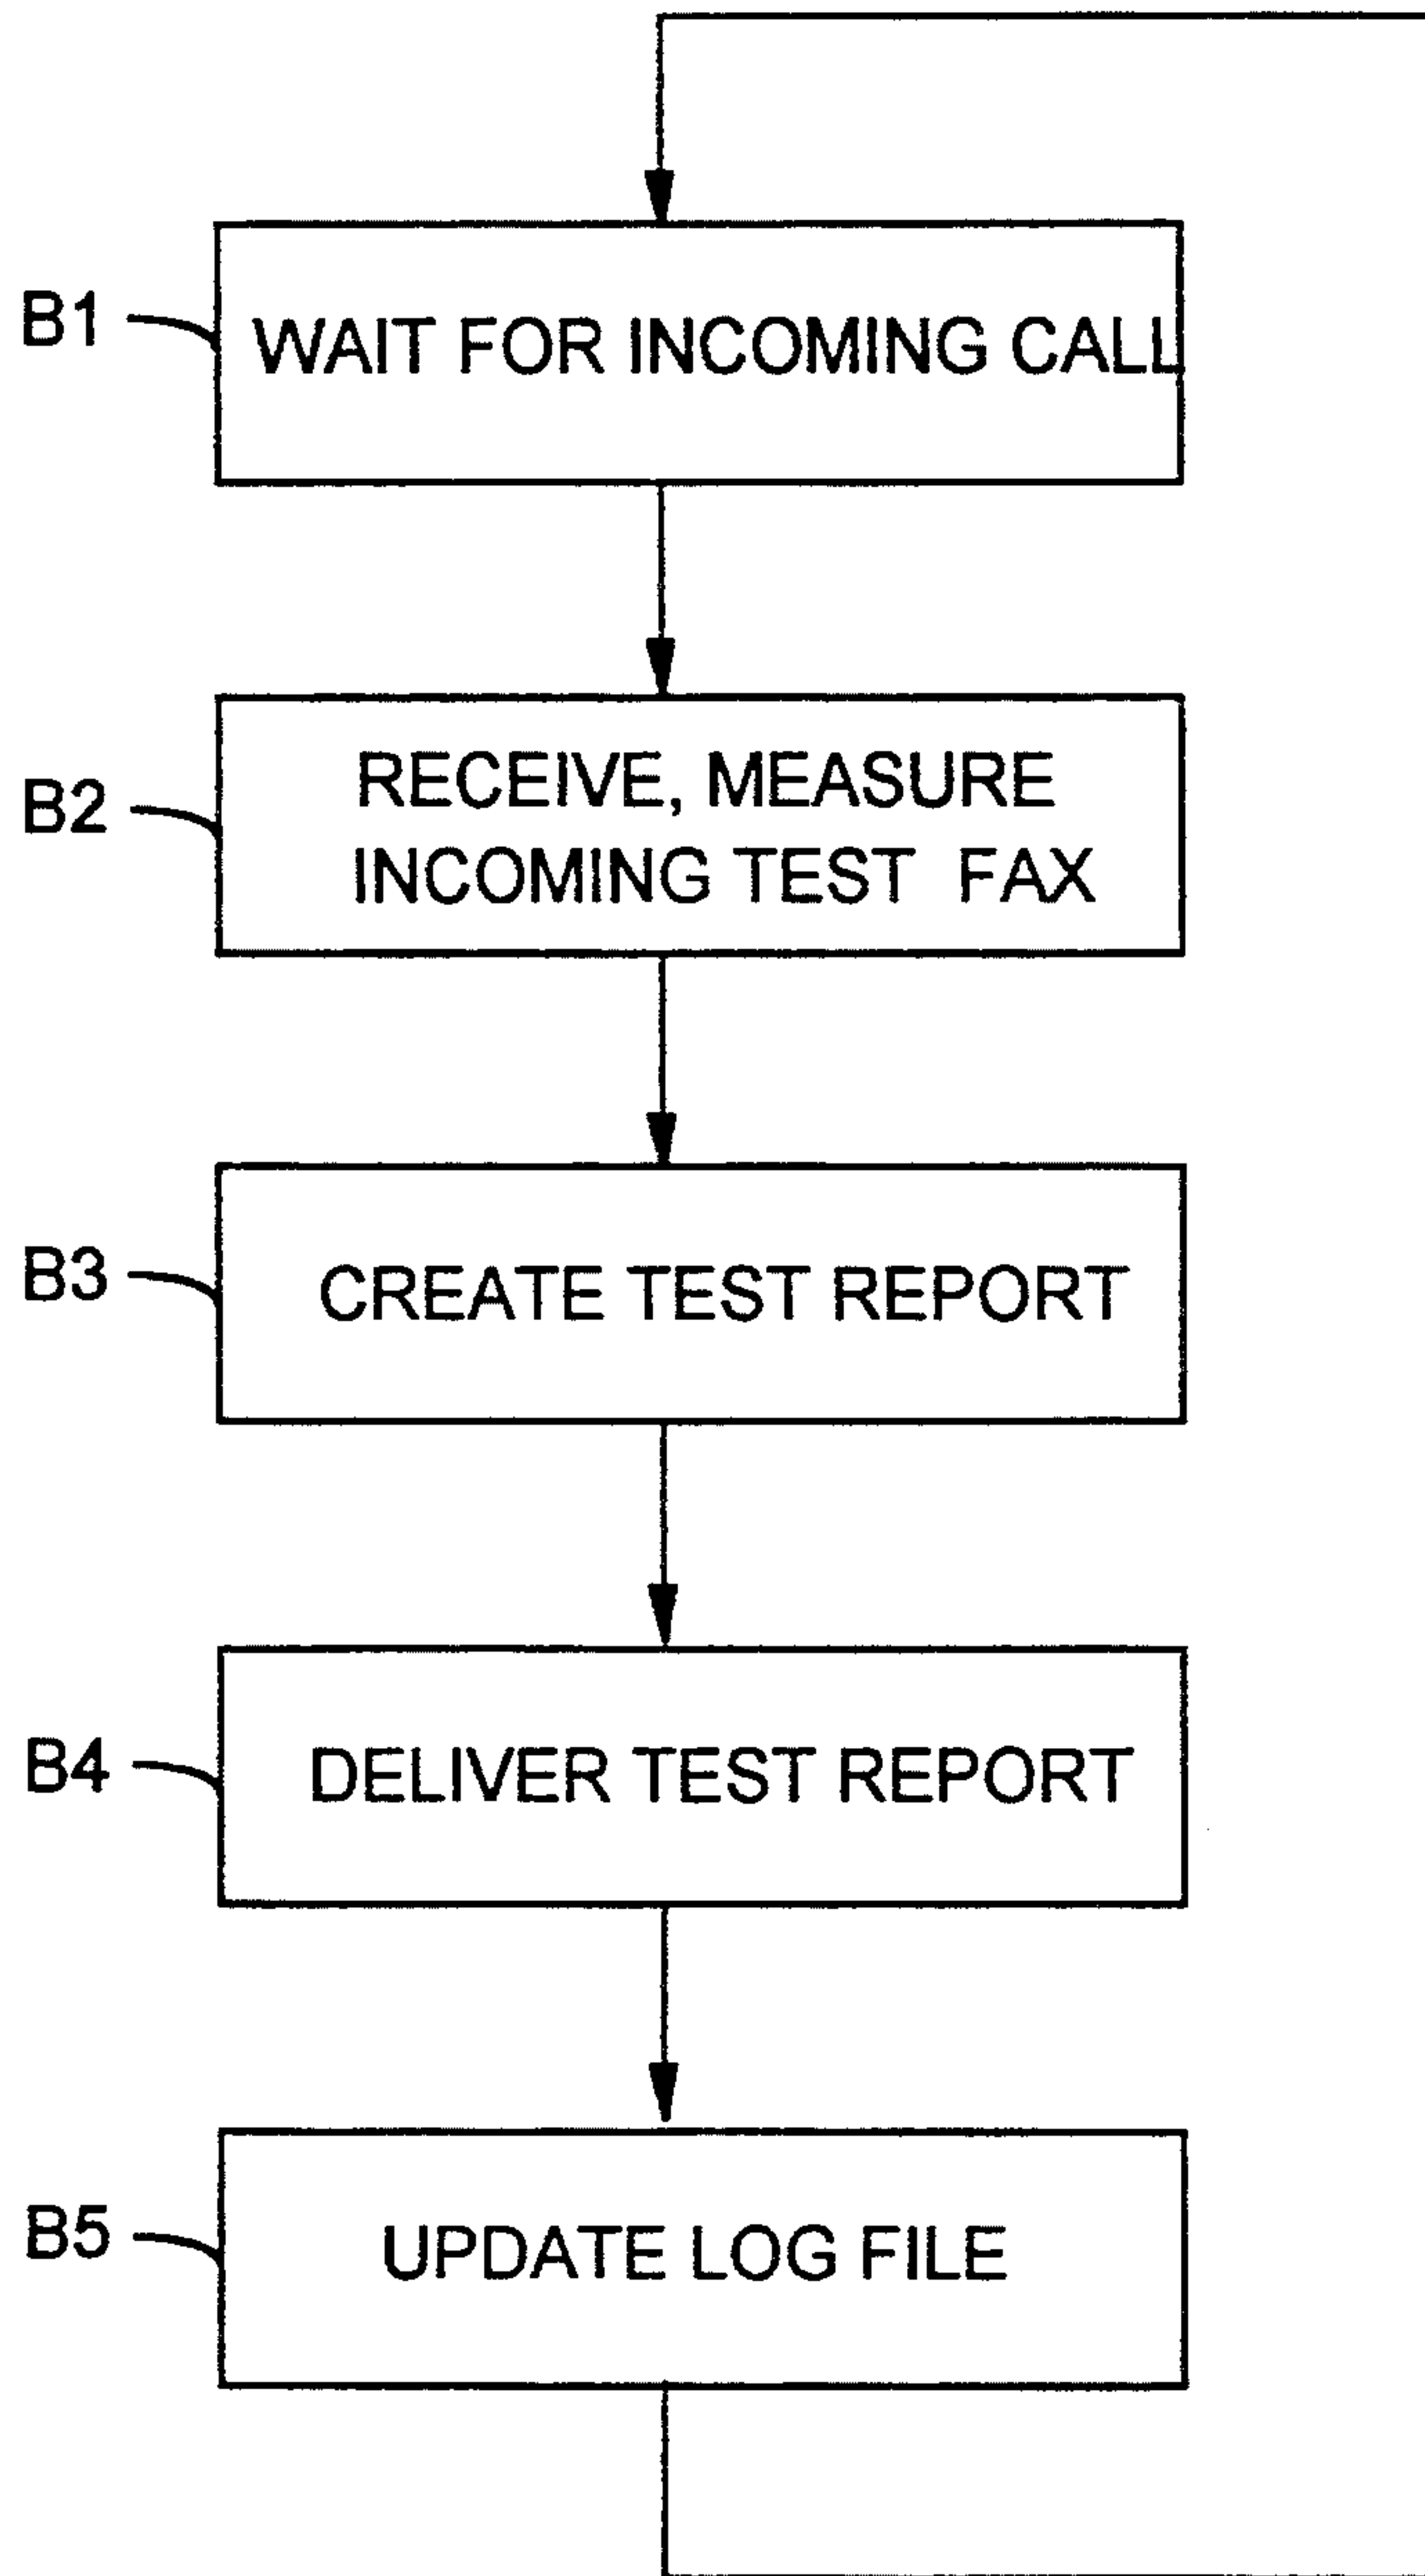 B1
WAIT FOR INCOMING CALL
B2
RECEIVE, MEASURE
INCOMING TEST FAX
B3
CREATE TEST REPORT
B4
DELIVER TEST REPORT
B5
UPDATE LOG FILE